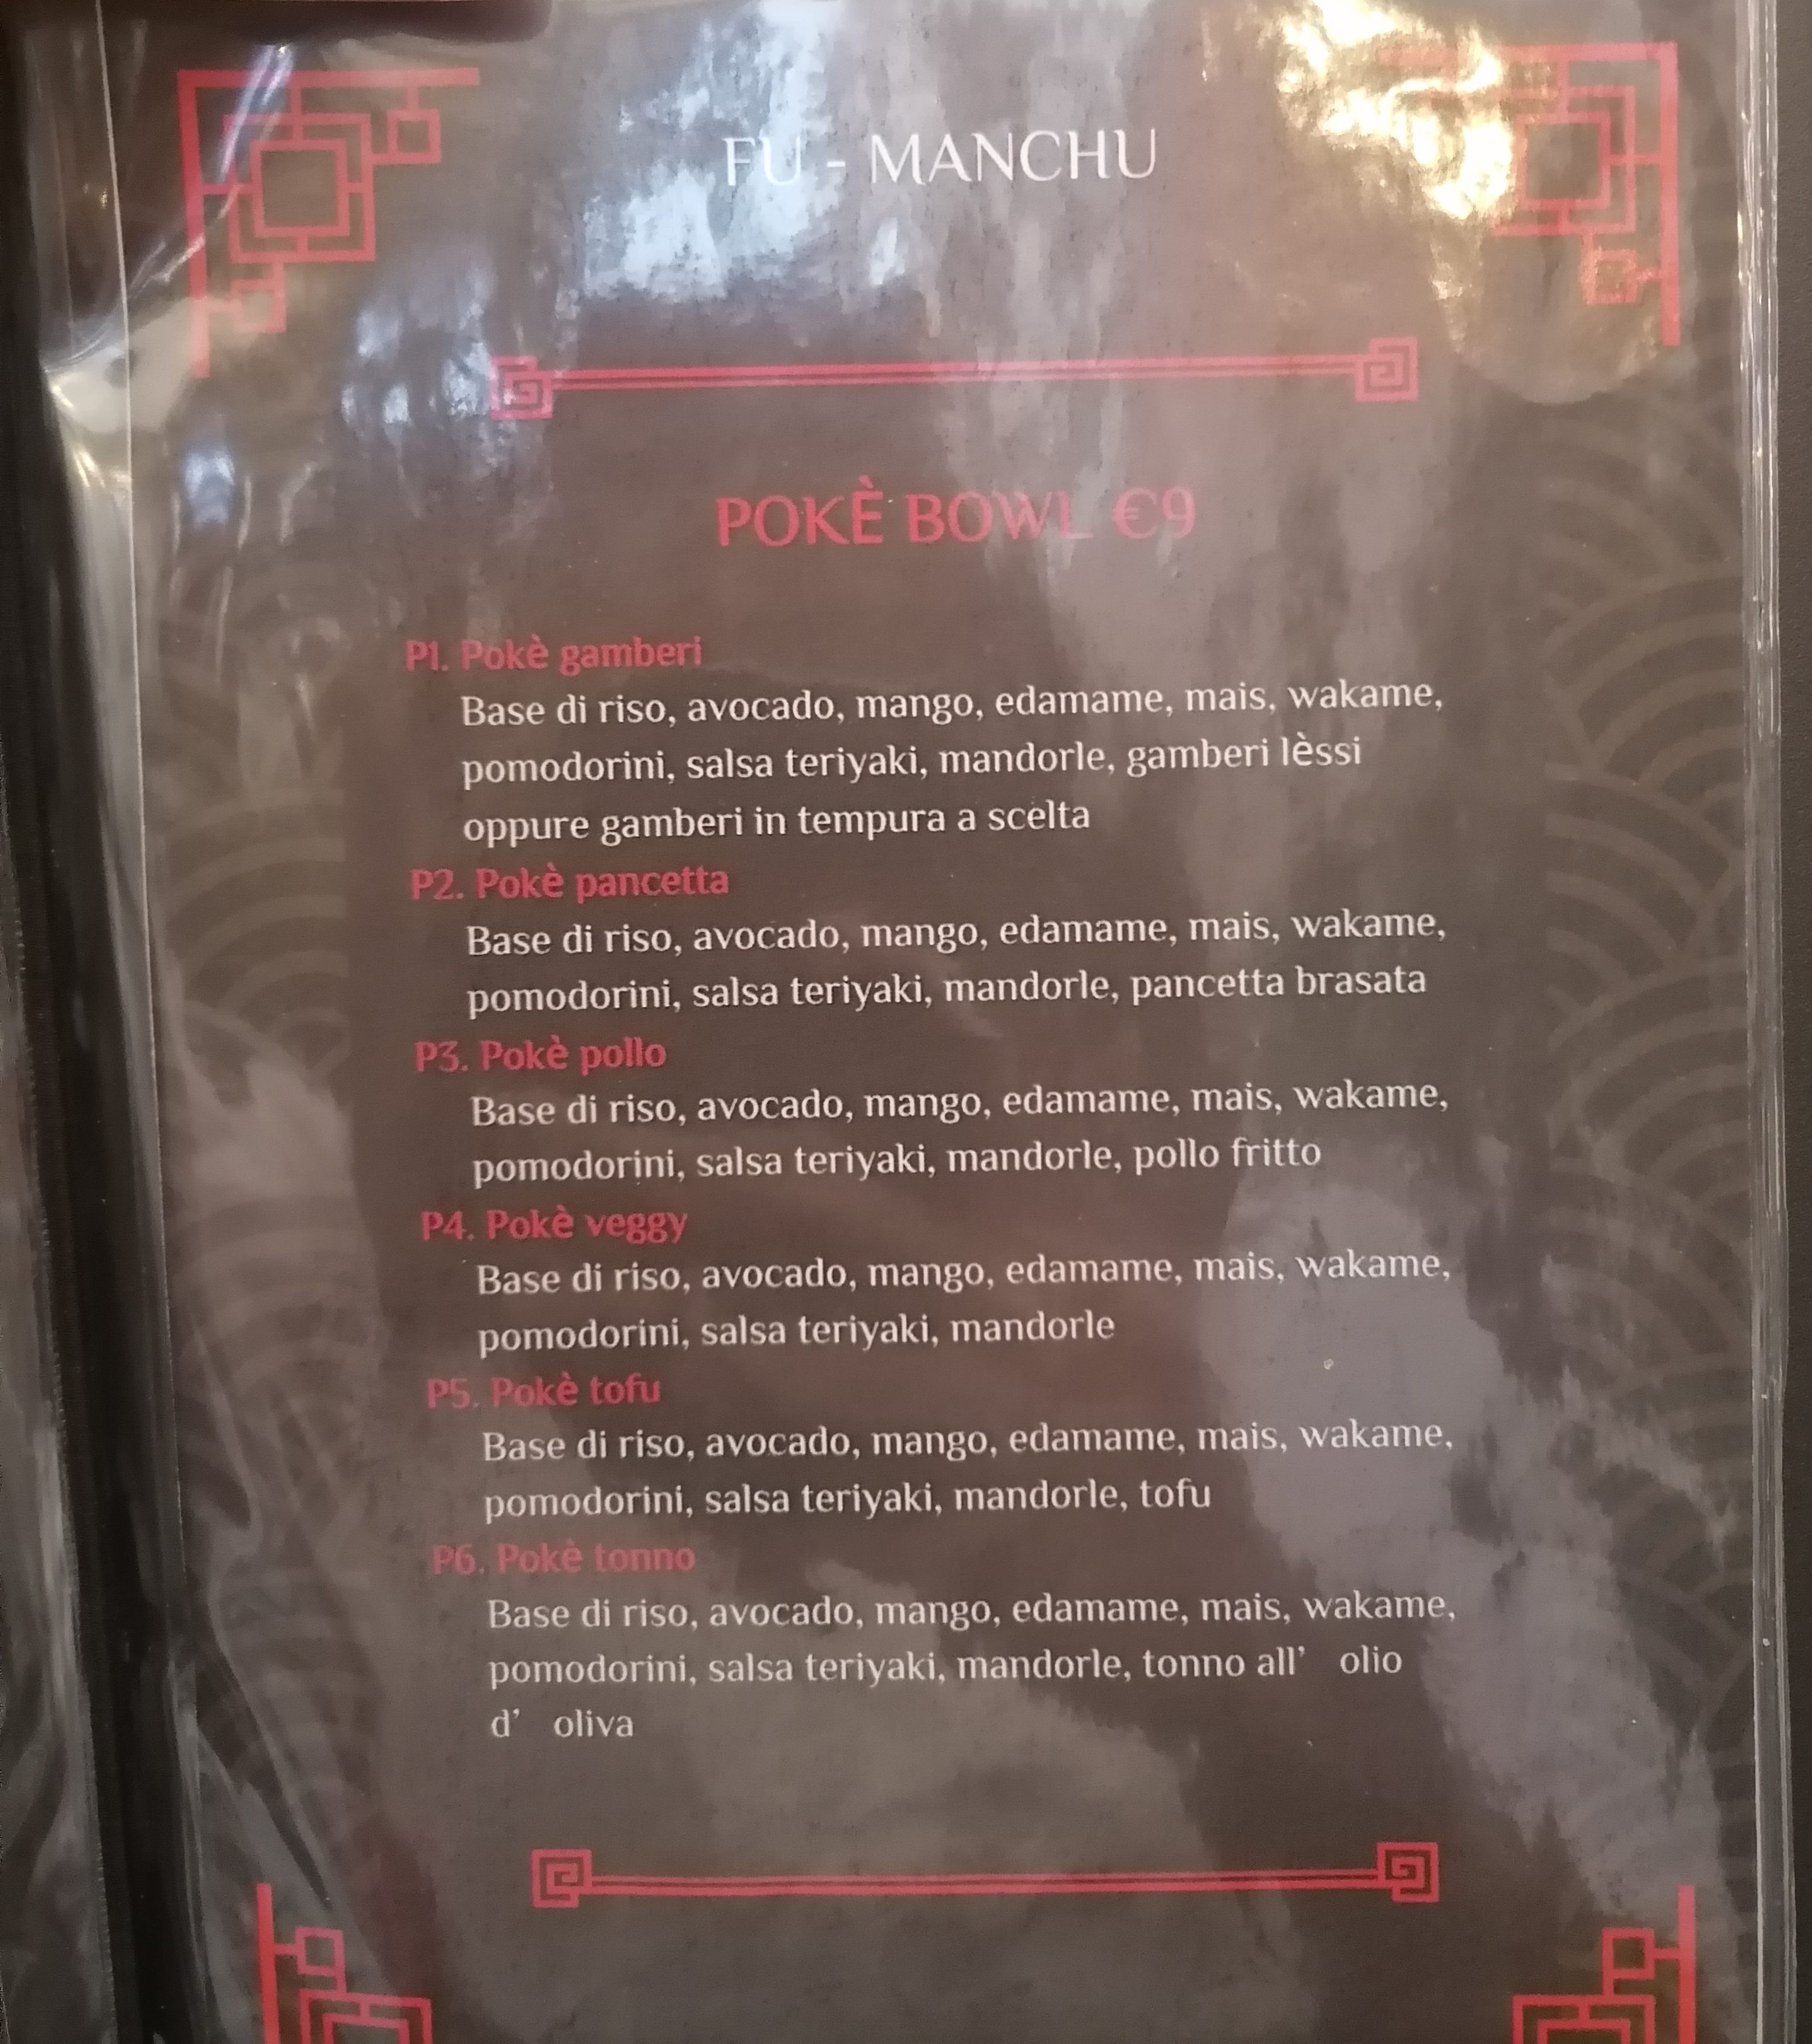 FU - MANCHU
POKÈ BOWL €9
P1. Pokè gamberi
Base di riso, avocado, mango, edamame, mais, wakame,
pomodorini, salsa teriyaki, mandorle, gamberi lèssi
oppure gamberi in tempura a scelta
P2. Pokè pancetta
Base di riso, avocado, mango, edamame, mais, wakame,
pomodorini, salsa teriyaki, mandorle, pancetta brasata
P3. Pokè pollo
Base di riso, avocado, mango, edamame, mais, wakame,
pomodorini, salsa teriyaki, mandorle, pollo fritto
P4. Pokè veggy
Base di riso, avocado, mango, edamame, mais, wakame,
pomodorini, salsa teriyaki, mandorle
P5. Pokè tofu
Base di riso, avocado, mango, edamame, mais, wakame,
pomodorini, salsa teriyaki, mandorle, tofu
P6. Pokè tonno
Base di riso, avocado, mango, edamame, mais, wakame,
pomodorini, salsa teriyaki, mandorle, tonno all’ olio
d’ oliva